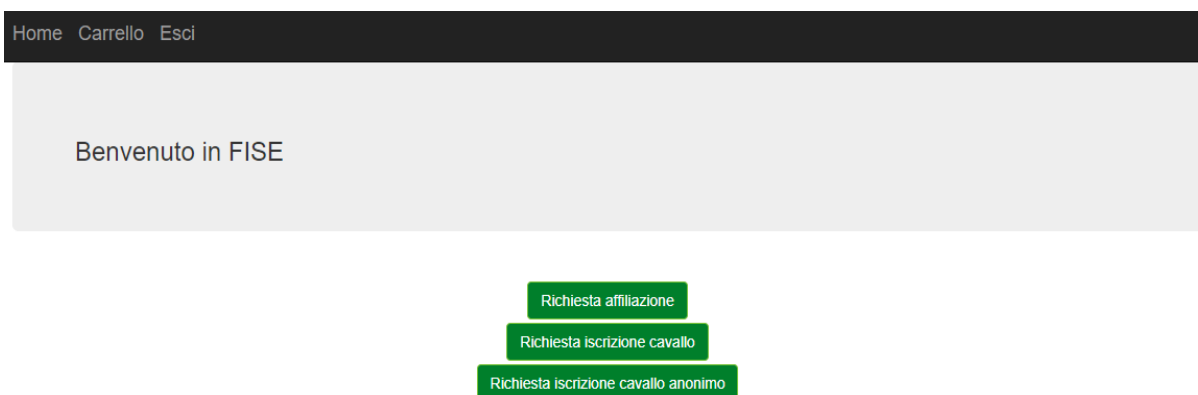 Home Carrello Esci
Benvenuto in FISE
Richiesta affiliazione
Richiesta iscrizione cavallo
Richiesta iscrizione cavallo anonimo